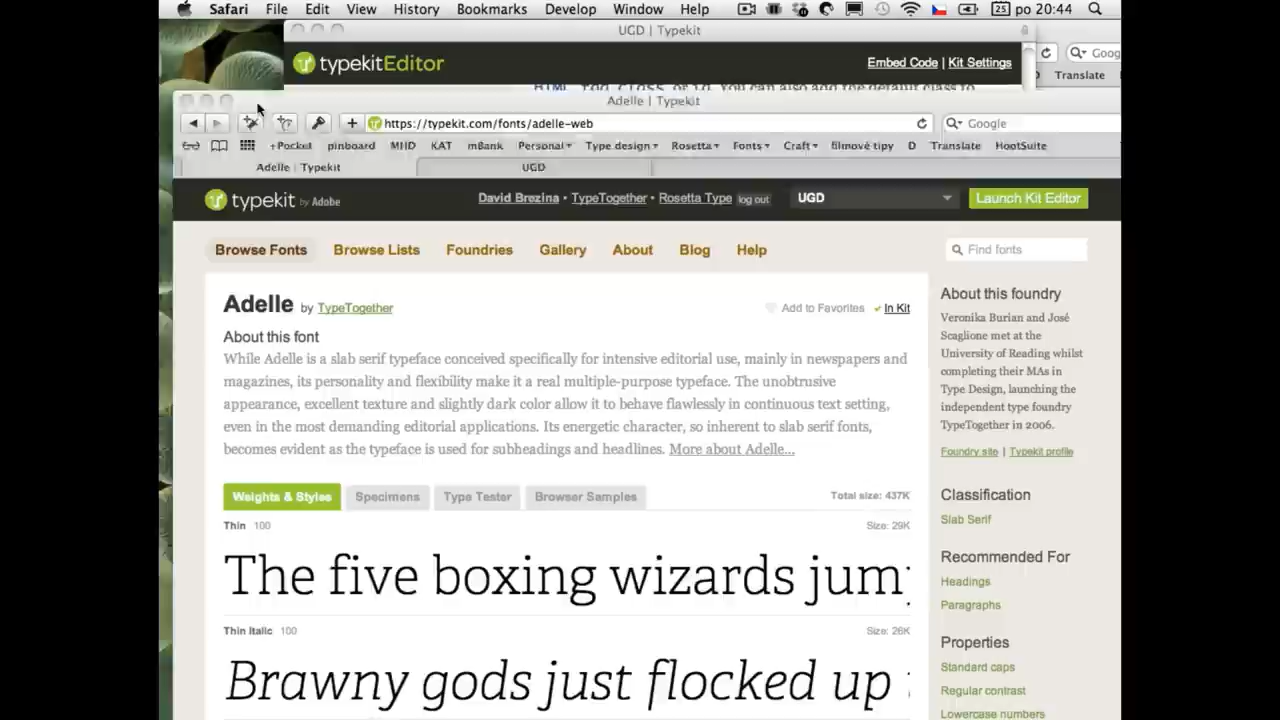 Safari File Edit View History Bookmarks Develop Window Help 25 po 20:44
UGD | Typekit
typekitEditor Embed Code | Kit Settings
Goog
Translate
Adelle | Typekit
https://typekit.com/fonts/adelle-web Google
+Pocket pinboard MIID KAT mBank Personal Type design Rosetta Fonts Craft filmové tipy D Translate HootSuite
Adelle | Typekit UGD
typekit by Adobe David Brezina • TypeTogether • Rosetta Type log out UGD Launch Kit Editor
Browse Fonts Browse Lists Foundries Gallery About Blog Help Find fonts
Adelle by TypeTogether Add to Favorites In Kit
About this font
While Adelle is a slab serif typeface conceived specifically for intensive editorial use, mainly in newspapers and
magazines, its personality and flexibility make it a real multiple-purpose typeface. The unobtrusive
appearance, excellent texture and slightly dark color allow it to behave flawlessly in continuous text setting,
even in the most demanding editorial applications. Its energetic character, so inherent to slab serif fonts,
becomes evident as the typeface is used for subheadings and headlines. More about Adelle...
Weights & Styles Specimens Type Tester Browser Samples Total size: 437K
Thin 100 Size: 29K
The five boxing wizards jump
Thin Italic 100 Size: 26K
Brawny gods just flocked up
About this foundry
Veronika Burian and José
Scaglione met at the
University of Reading whilst
completing their MAs in
Type Design, launching the
independent type foundry
TypeTogether in 2006.
Foundry site | Typekit profile
Classification
Slab Serif
Recommended For
Headings
Paragraphs
Properties
Standard caps
Regular contrast
Lowercase numbers